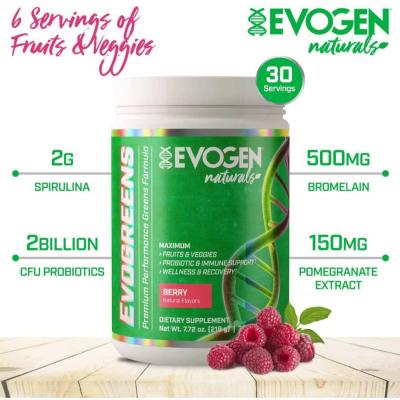 6 Servings of
Fruits & Veggies
EVOGEN
naturals
30
Servings
2G
SPIRULINA
500MG
BROMELAIN
2BILLION
CFU PROBIOTICS
150MG
POMEGRANATE
EXTRACT
EVOGREENS
Premium Performance Greens Formula
EVOGEN
naturals
MAXIMUM
• FRUITS & VEGGIES
• PROBIOTIC & IMMUNE SUPPORT
• WELLNESS & RECOVERY
BERRY
Natural Flavors
DIETARY SUPPLEMENT
Net Wt. 7.72 oz. (219 g)